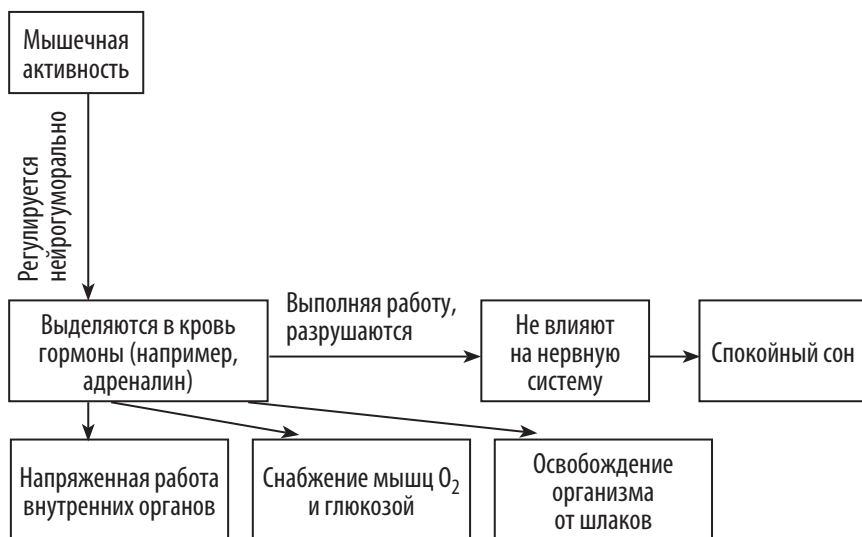 Мышечная
активность
Регулируется
нейрогуморально
Выделяются в кровь
гормоны (например,
адреналин)
Выполняя работу,
разрушаются
Не влияют
на нервную
систему
Спокойный сон
Напряженная работа
внутренних органов
Снабжение мышц O₂
и глюкозой
Освобождение
организма
от шлаков